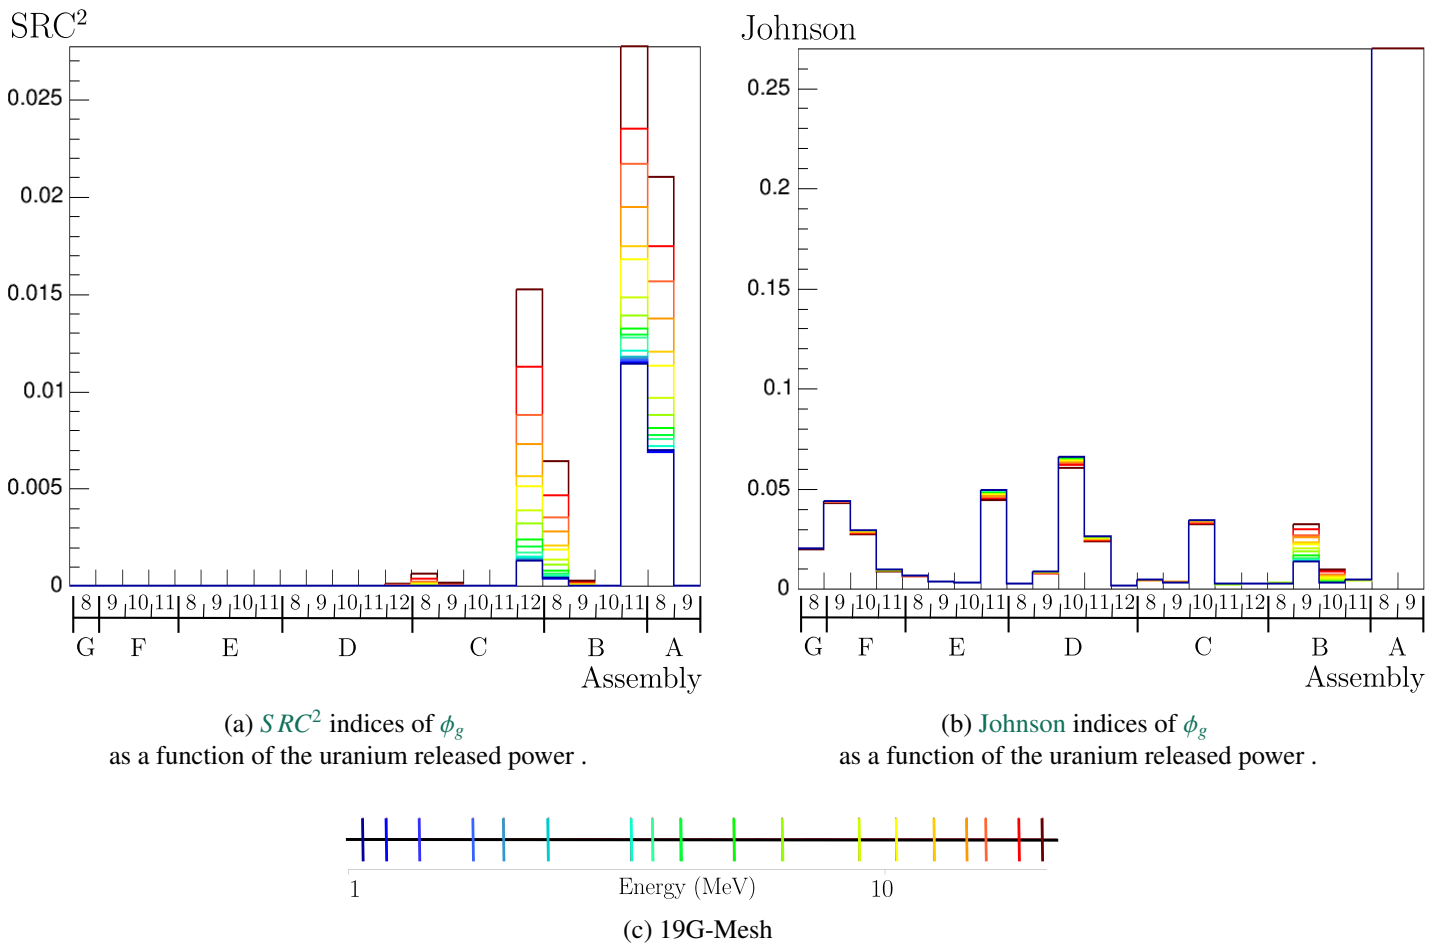 SRC²
0.025
0.02
0.015
0.01
0.005
0
8 9 10 11 8 9 10 11 8 9 10 11 12 8 9 10 11 12 8 9 10 11 8 9
G F E D C B A
Assembly
(a) SRC² indices of ϕg
as a function of the uranium released power .
Johnson
0.25
0.2
0.15
0.1
0.05
0
8 9 10 11 8 9 10 11 8 9 10 11 12 8 9 10 11 12 8 9 10 11 8 9
G F E D C B A
Assembly
(b) Johnson indices of ϕg
as a function of the uranium released power .
1 Energy (MeV) 10
(c) 19G-Mesh